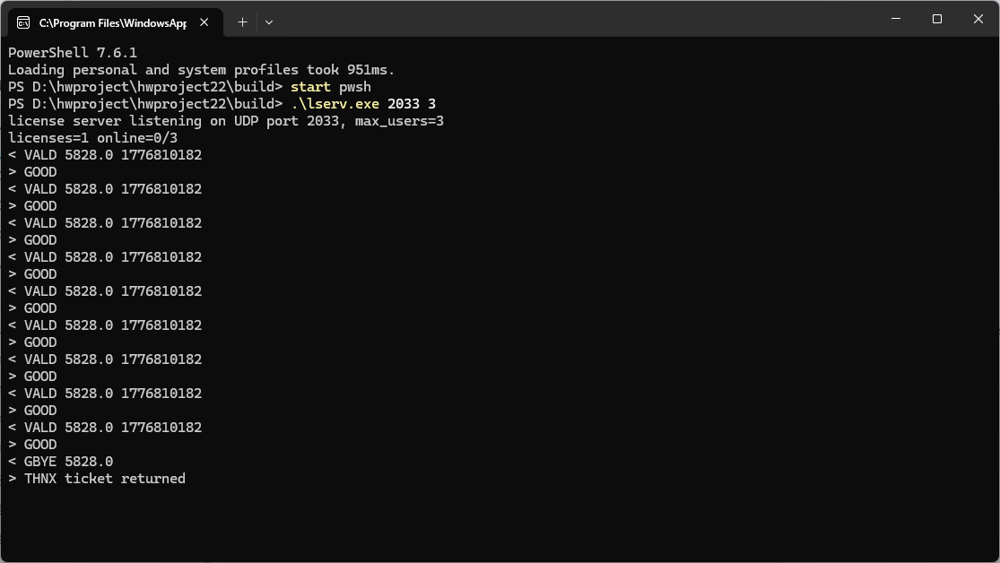 C:\Program Files\WindowsApp
PowerShell 7.6.1
Loading personal and system profiles took 951ms.
PS D:\hwproject\hwproject22\build> start pwsh
PS D:\hwproject\hwproject22\build> .\lserv.exe 2033 3
license server listening on UDP port 2033, max_users=3
licenses=1 online=0/3
< VALD 5828.0 1776810182
> GOOD
< VALD 5828.0 1776810182
> GOOD
< VALD 5828.0 1776810182
> GOOD
< VALD 5828.0 1776810182
> GOOD
< VALD 5828.0 1776810182
> GOOD
< VALD 5828.0 1776810182
> GOOD
< VALD 5828.0 1776810182
> GOOD
< VALD 5828.0 1776810182
> GOOD
< VALD 5828.0 1776810182
> GOOD
< GBYE 5828.0
> THNX ticket returned